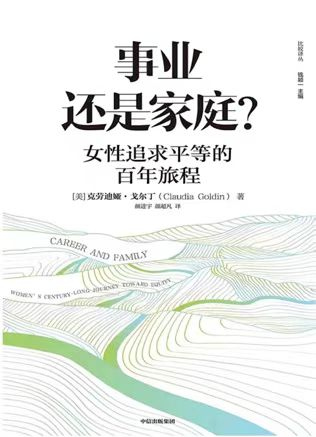 比较译丛
钱颖一 主编
事业
还是家庭?
女性追求平等的
百年旅程
[美]克劳迪娅·戈尔丁(Claudia Goldin)著
颜进宇 颜超凡 译
CAREER AND FAMILY
WOMEN'S CENTURY-LONG JOURNEY TOWARD EQUITY
中信出版集团